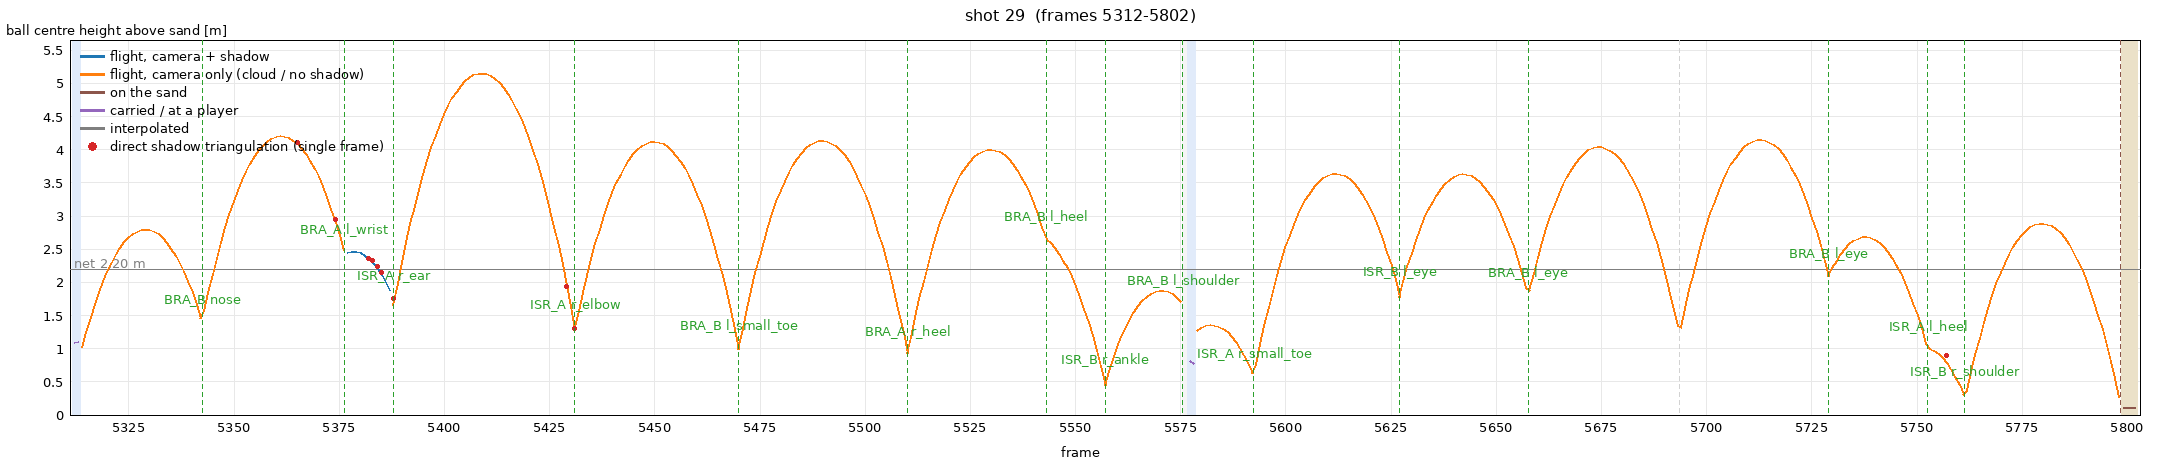 shot 29  (frames 5312-5802)
ball centre height above sand [m]
5.5
5
4.5
4
3.5
3
2.5
2
1.5
1
0.5
0
flight, camera + shadow
flight, camera only (cloud / no shadow)
on the sand
carried / at a player
interpolated
direct shadow triangulation (single frame)
net 2.20 m
BRA_B nose
BRA_A l_wrist
ISR_A r_elbow
BRA_B l_small_toe
BRA_A r_heel
BRA_B l_heel
ISR_B r_ankle
BRA_B l_shoulder
ISR_A r_small_toe
ISR_B l_eye
BRA_B l_eye
ISR_A l_heel
ISR_B r_shoulder
5325 5350 5375 5400 5425 5450 5475 5500 5525 5550 5575 5600 5625 5650 5675 5700 5725 5750 5775 5800
frame